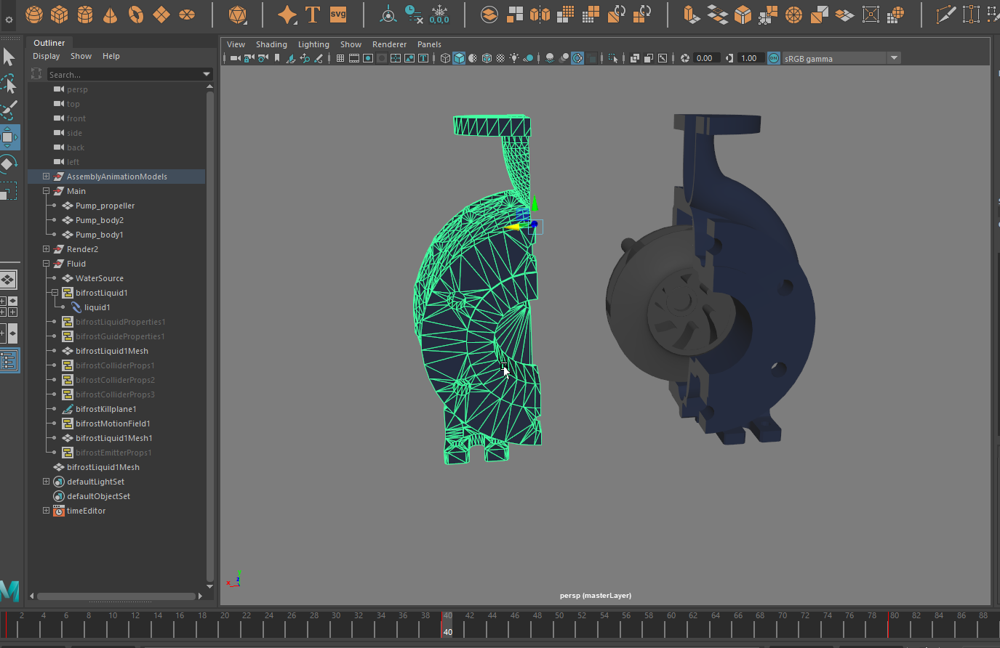 T
svg
0,0,0
Outliner
Display Show Help
Search...
persp
top
front
side
back
left
AssemblyAnimationModels
Main
Pump_propeller
Pump_body2
Pump_body1
Render2
Fluid
WaterSource
bifrostLiquid1
liquid1
bifrostLiquidProperties1
bifrostGuideProperties1
bifrostLiquid1Mesh
bifrostColliderProps1
bifrostColliderProps2
bifrostColliderProps3
bifrostKillplane1
bifrostMotionField1
bifrostLiquid1Mesh1
bifrostEmitterProps1
bifrostLiquid1Mesh
defaultLightSet
defaultObjectSet
timeEditor
View Shading Lighting Show Renderer Panels
T 0.00 1.00 ON sRGB gamma
x z
persp (masterLayer)
M
2 4 6 8 10 12 14 16 18 20 22 24 26 28 30 32 34 36 38 40 42 44 46 48 50 52 54 56 58 60 62 64 66 68 70 72 74 76 78 80 82 84 86 88
40